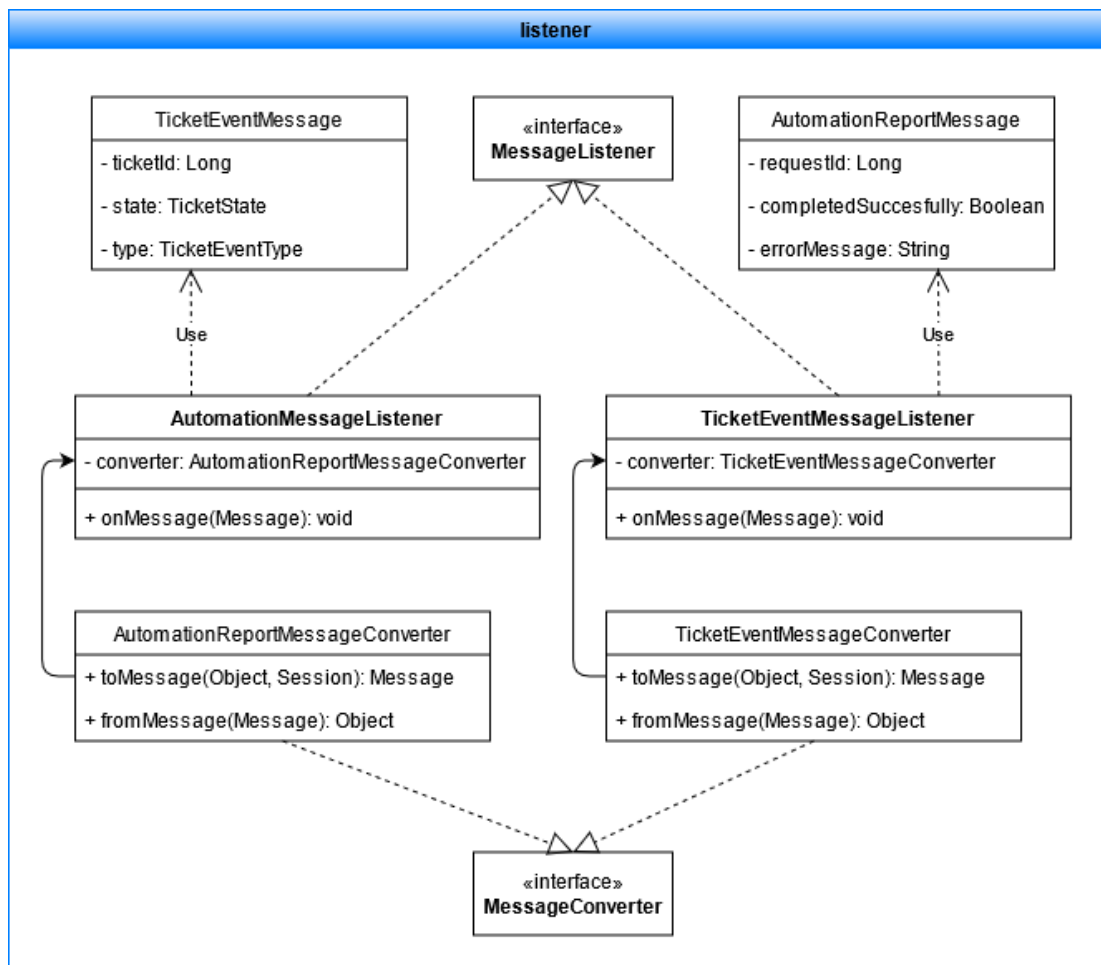 listener
TicketEventMessage
- ticketId: Long
- state: TicketState
- type: TicketEventType
«interface»
MessageListener
AutomationReportMessage
- requestId: Long
- completedSuccesfully: Boolean
- errorMessage: String
Use
Use
AutomationMessageListener
- converter: AutomationReportMessageConverter
+ onMessage(Message): void
TicketEventMessageListener
- converter: TicketEventMessageConverter
+ onMessage(Message): void
AutomationReportMessageConverter
+ toMessage(Object, Session): Message
+ fromMessage(Message): Object
TicketEventMessageConverter
+ toMessage(Object, Session): Message
+ fromMessage(Message): Object
«interface»
MessageConverter